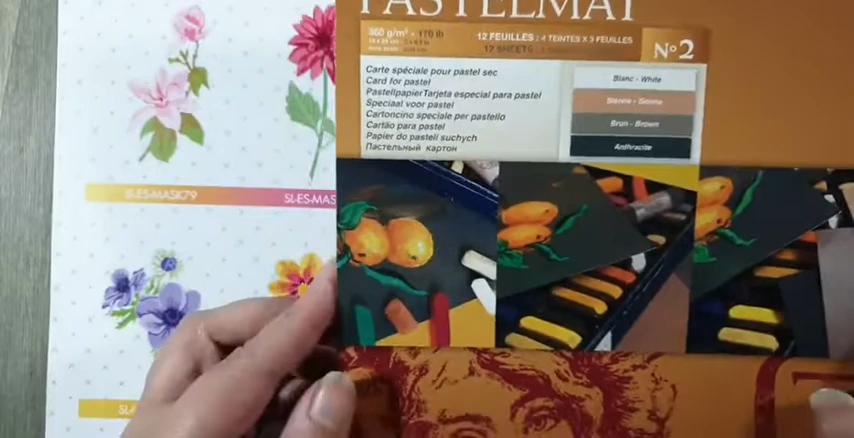 PASTELMAT
360 g/m² - 170 lb
12 FEUILLES : 4 TEINTES X 3 FEUILLES
12 SHEETS
N°2
Carte spéciale pour pastel sec
Card for pastel
PastellpapierTarjeta especial para pastel
Speciaal voor pastel
Cartoncino speciale per pastello
Cartão para pastel
Papier do pasteli suchych
Пастельный картон
Blanc - White
Sienne - Sienna
Brun - Brown
Anthracite
SL-ES-MASK79
SL-ES-MAS
SL-